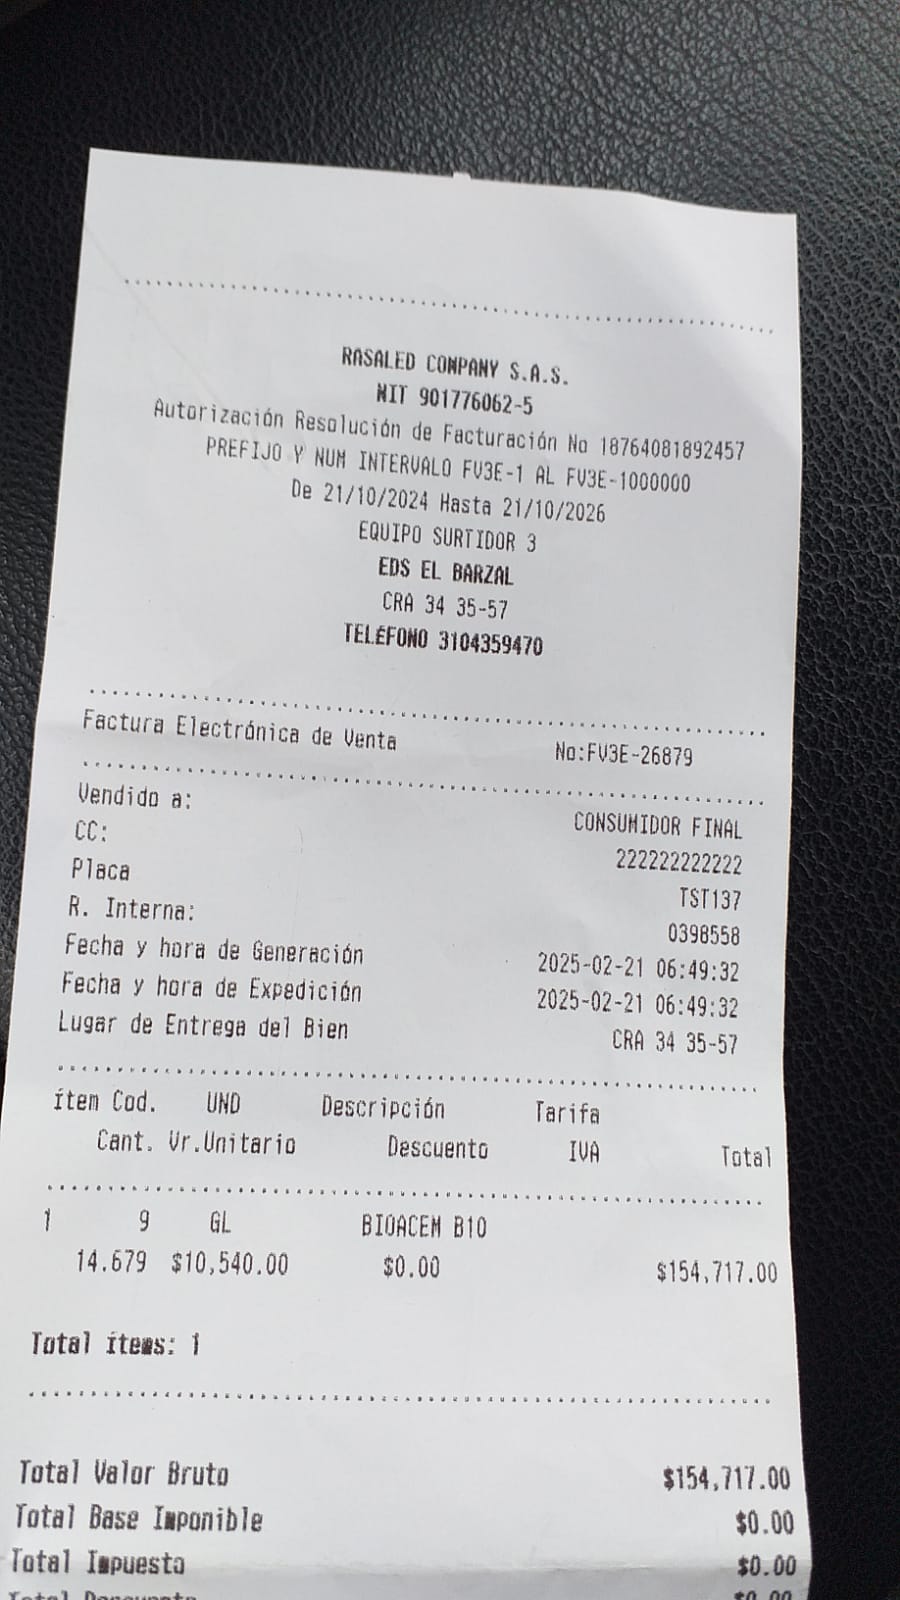 RASALED COMPANY S.A.S.
NIT 901776062-5
Autorización Resolución de Facturación No 18764081892457
PREFIJO Y NUM INTERVALO FV3E-1 AL FV3E-1000000
De 21/10/2024 Hasta 21/10/2026
EQUIPO SURTIDOR 3
EDS EL BARZAL
CRA 34 35-57
TELÉFONO 3104359470
Factura Electrónica de Venta No:FV3E-26879
Vendido a: CONSUMIDOR FINAL
CC: 222222222222
Placa TST137
R. Interna: 0398558
Fecha y hora de Generación 2025-02-21 06:49:32
Fecha y hora de Expedición 2025-02-21 06:49:32
Lugar de Entrega del Bien CRA 34 35-57
ítem Cod. UND Descripción Tarifa
Cant. Vr.Unitario Descuento IVA Total
1 9 GL BIOACEM B10
14.679 $10,540.00 $0.00 $154,717.00
Total ítems: 1
Total Valor Bruto $154,717.00
Total Base Imponible $0.00
Total Impuesto $0.00
Total Descuento $0.00